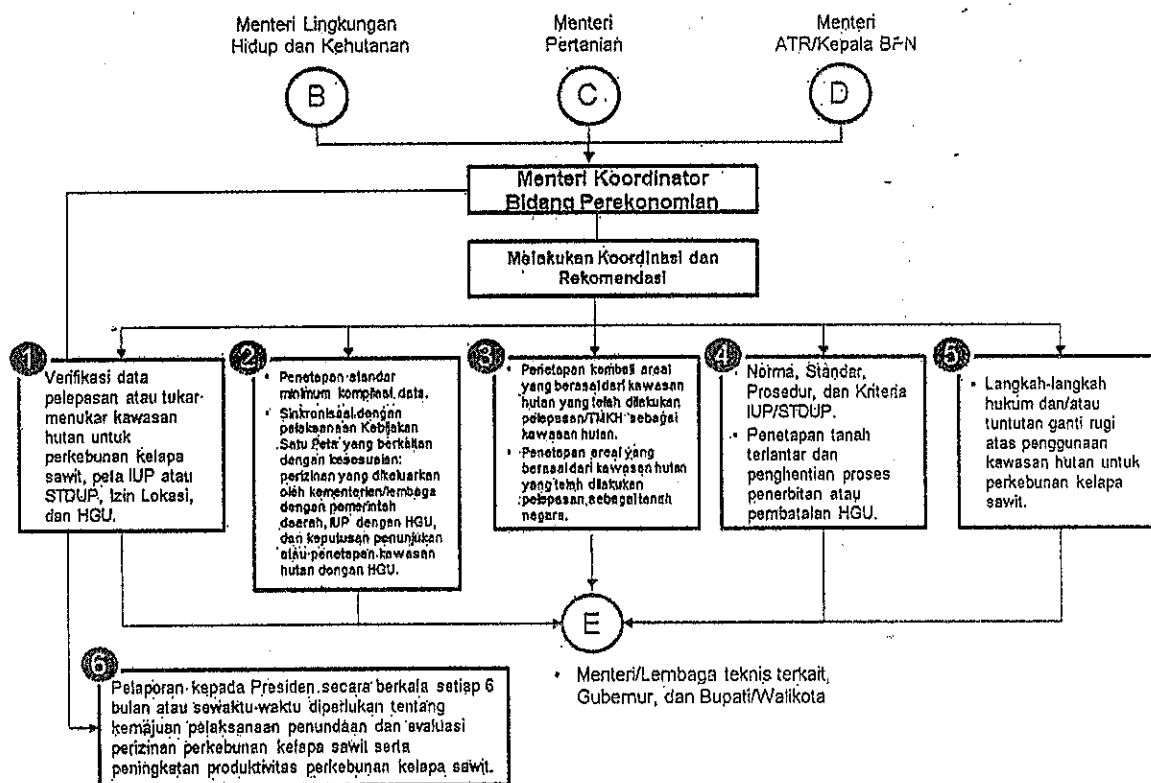 Menteri Lingkungan
Hidup dan Kehutanan
Menteri
Pertanian
Menteri
ATR/Kepala BPN
B
C
D
Menteri Koordinator
Bidang Perekonomian
Melakukan Koordinasi dan
Rekomendasi
1
Verifikasi data
pelepasan atau tukar-
menukar kawasan
hutan untuk
perkebunan kelapa
sawit, peta IUP atau
STDUP, Izin Lokasi,
dan HGU.
2
• Penetapan standar
minimum kompilasi data.
• Sinkronisasi dengan
pelaksanaan Kebijakan
Satu Peta yang berkaitan
dengan kesesuaian:
perizinan yang dikeluarkan
oleh kementerian/lembaga
dengan pemerintah
daerah, IUP dengan HGU,
dan keputusan penunjukan
atau penetapan kawasan
hutan dengan HGU.
3
• Penetapan kembali areal
yang berasal dari kawasan
hutan yang telah dilakukan
pelepasan/TMKH sebagai
kawasan hutan.
• Penetapan areal yang
berasal dari kawasan hutan
yang telah dilakukan
pelepasan, sebagai tanah
negara.
4
• Norma, Standar,
Prosedur, dan Kriteria
IUP/STDUP.
• Penetapan tanah
terlantar dan
penghentian proses
penerbitan atau
pembatalan HGU.
5
• Langkah-langkah
hukum dan/atau
tuntutan ganti rugi
atas penggunaan
kawasan hutan untuk
perkebunan kelapa
sawit.
E
• Menteri/Lembaga teknis terkait,
Gubernur, dan Bupati/Walikota
6
Pelaporan kepada Presiden secara berkala setiap 6
bulan atau sewaktu-waktu diperlukan tentang
kemajuan pelaksanaan penundaan dan evaluasi
perizinan perkebunan kelapa sawit serta
peningkatan produktivitas perkebunan kelapa sawit.